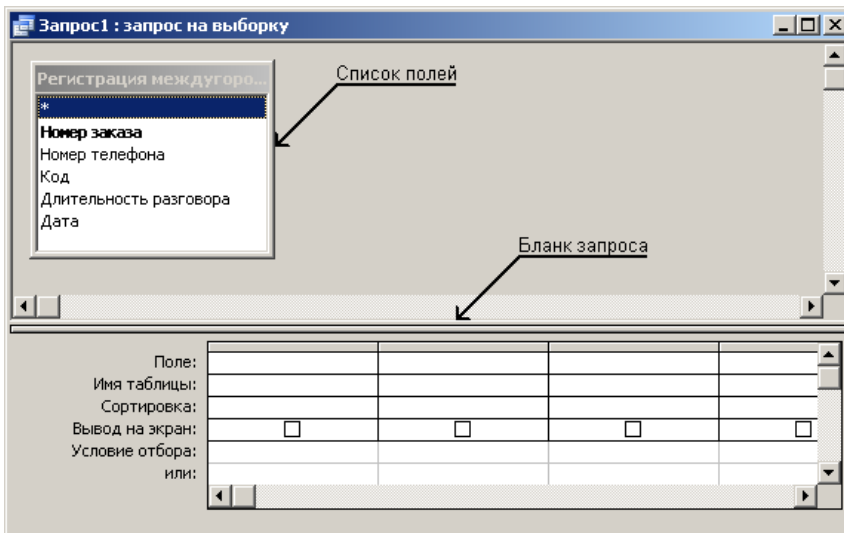 Запрос1 : запрос на выборку
Регистрация междугоро...
Список полей
*
Номер заказа
Номер телефона
Код
Длительность разговора
Дата
Бланк запроса
Поле:
Имя таблицы:
Сортировка:
Вывод на экран:
Условие отбора:
или: